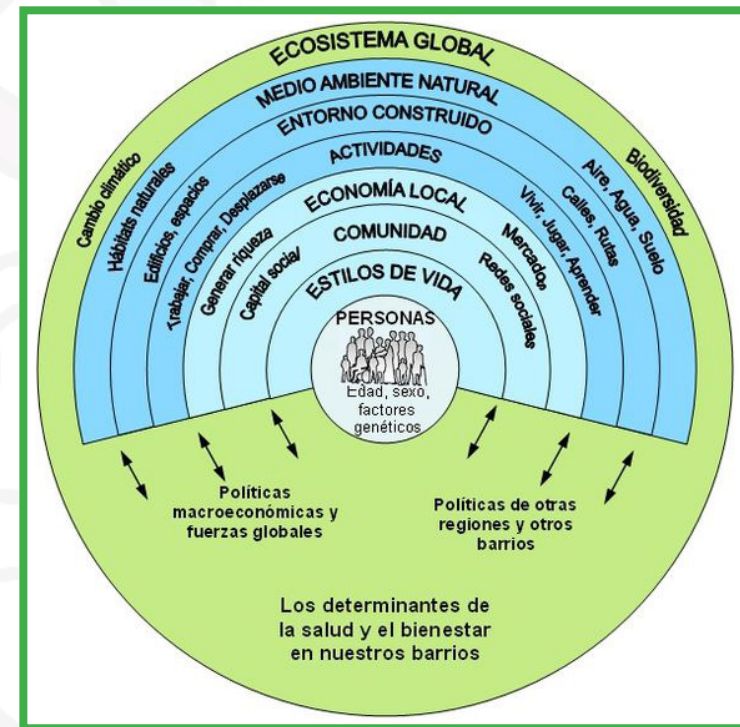 ECOSISTEMA GLOBAL
MEDIO AMBIENTE NATURAL
ENTORNO CONSTRUIDO
ACTIVIDADES
ECONOMÍA LOCAL
COMUNIDAD
ESTILOS DE VIDA
Cambio climático
Hábitats naturales
Edificios, espacios
Trabajar, Comprar, Desplazarse
Generar riqueza
Capital social
Biodiversidad
Aire, Agua, Suelo
Calles, Rutas
Vivir, Jugar, Aprender
Mercados
Redes sociales
PERSONAS
Edad, sexo,
factores
genéticos
Políticas
macroeconómicas y
fuerzas globales
Políticas de otras
regiones y otros
barrios
Los determinantes de
la salud y el bienestar
en nuestros barrios